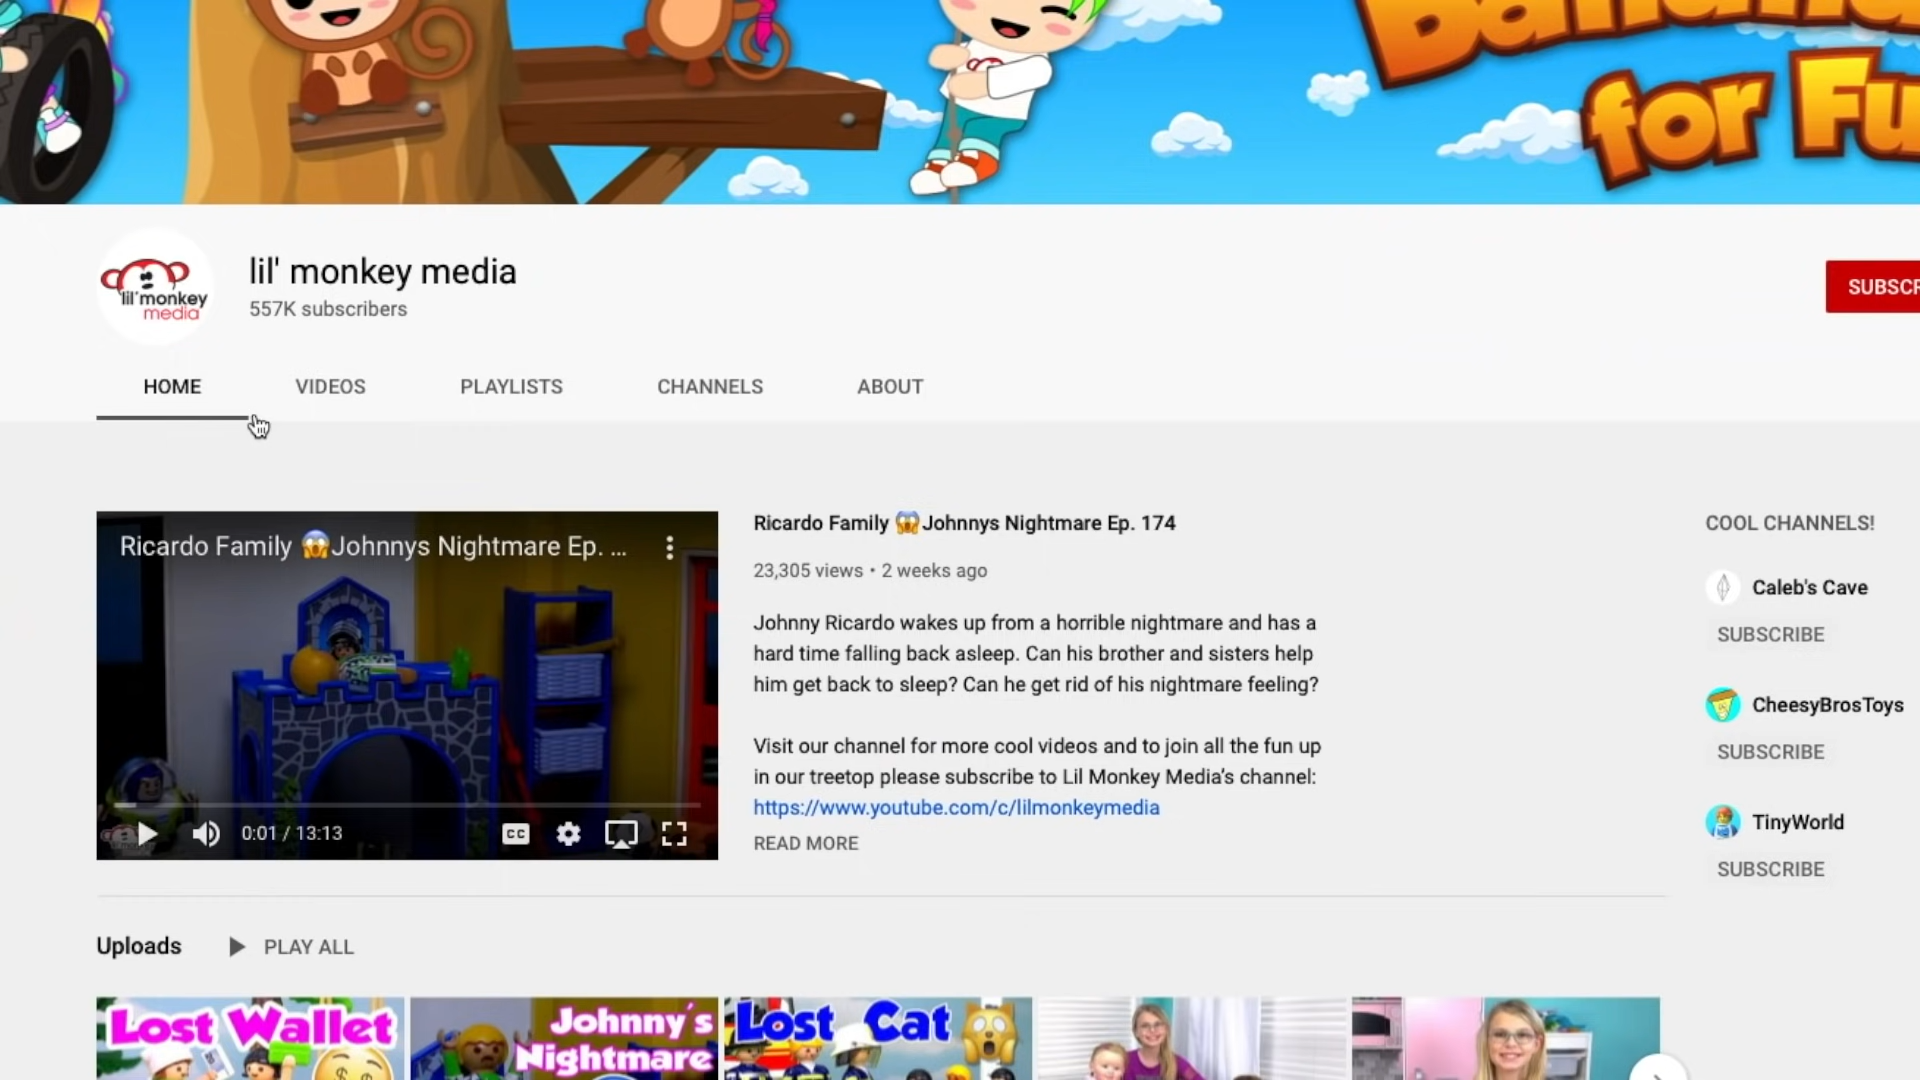 for Fu
lil' monkey media
557K subscribers
lil' monkey
media
SUBSCR
HOME
VIDEOS
PLAYLISTS
CHANNELS
ABOUT
Ricardo Family 😱Johnnys Nightmare Ep. ...
0:01 / 13:13
CC
Ricardo Family 😱Johnnys Nightmare Ep. 174
23,305 views • 2 weeks ago
Johnny Ricardo wakes up from a horrible nightmare and has a
hard time falling back asleep. Can his brother and sisters help
him get back to sleep? Can he get rid of his nightmare feeling?
Visit our channel for more cool videos and to join all the fun up
in our treetop please subscribe to Lil Monkey Media's channel:
https://www.youtube.com/c/lilmonkeymedia
READ MORE
COOL CHANNELS!
Caleb's Cave
SUBSCRIBE
CheesyBrosToys
SUBSCRIBE
TinyWorld
SUBSCRIBE
Uploads
PLAY ALL
Lost Wallet
Johnny's
Nightmare
Lost Cat